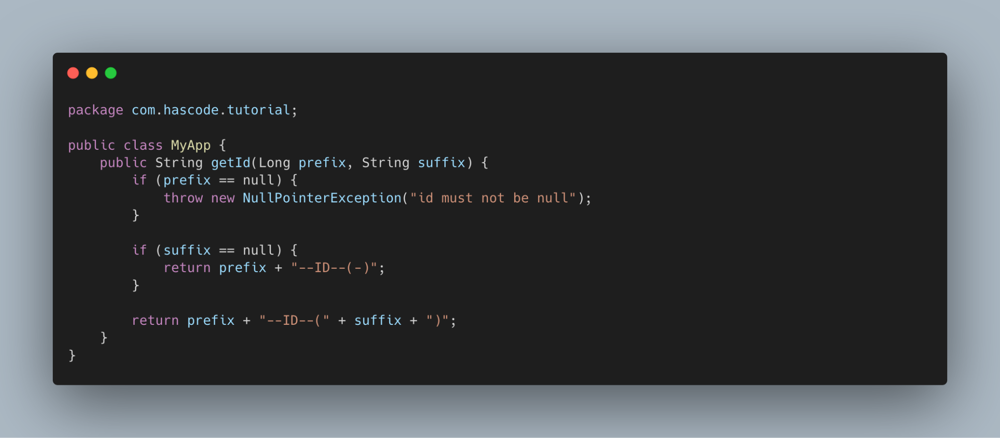 package com.hascode.tutorial;

public class MyApp {
    public String getId(Long prefix, String suffix) {
        if (prefix == null) {
            throw new NullPointerException("id must not be null");
        }

        if (suffix == null) {
            return prefix + "--ID--(-)";
        }

        return prefix + "--ID--(" + suffix + ")";
    }
}